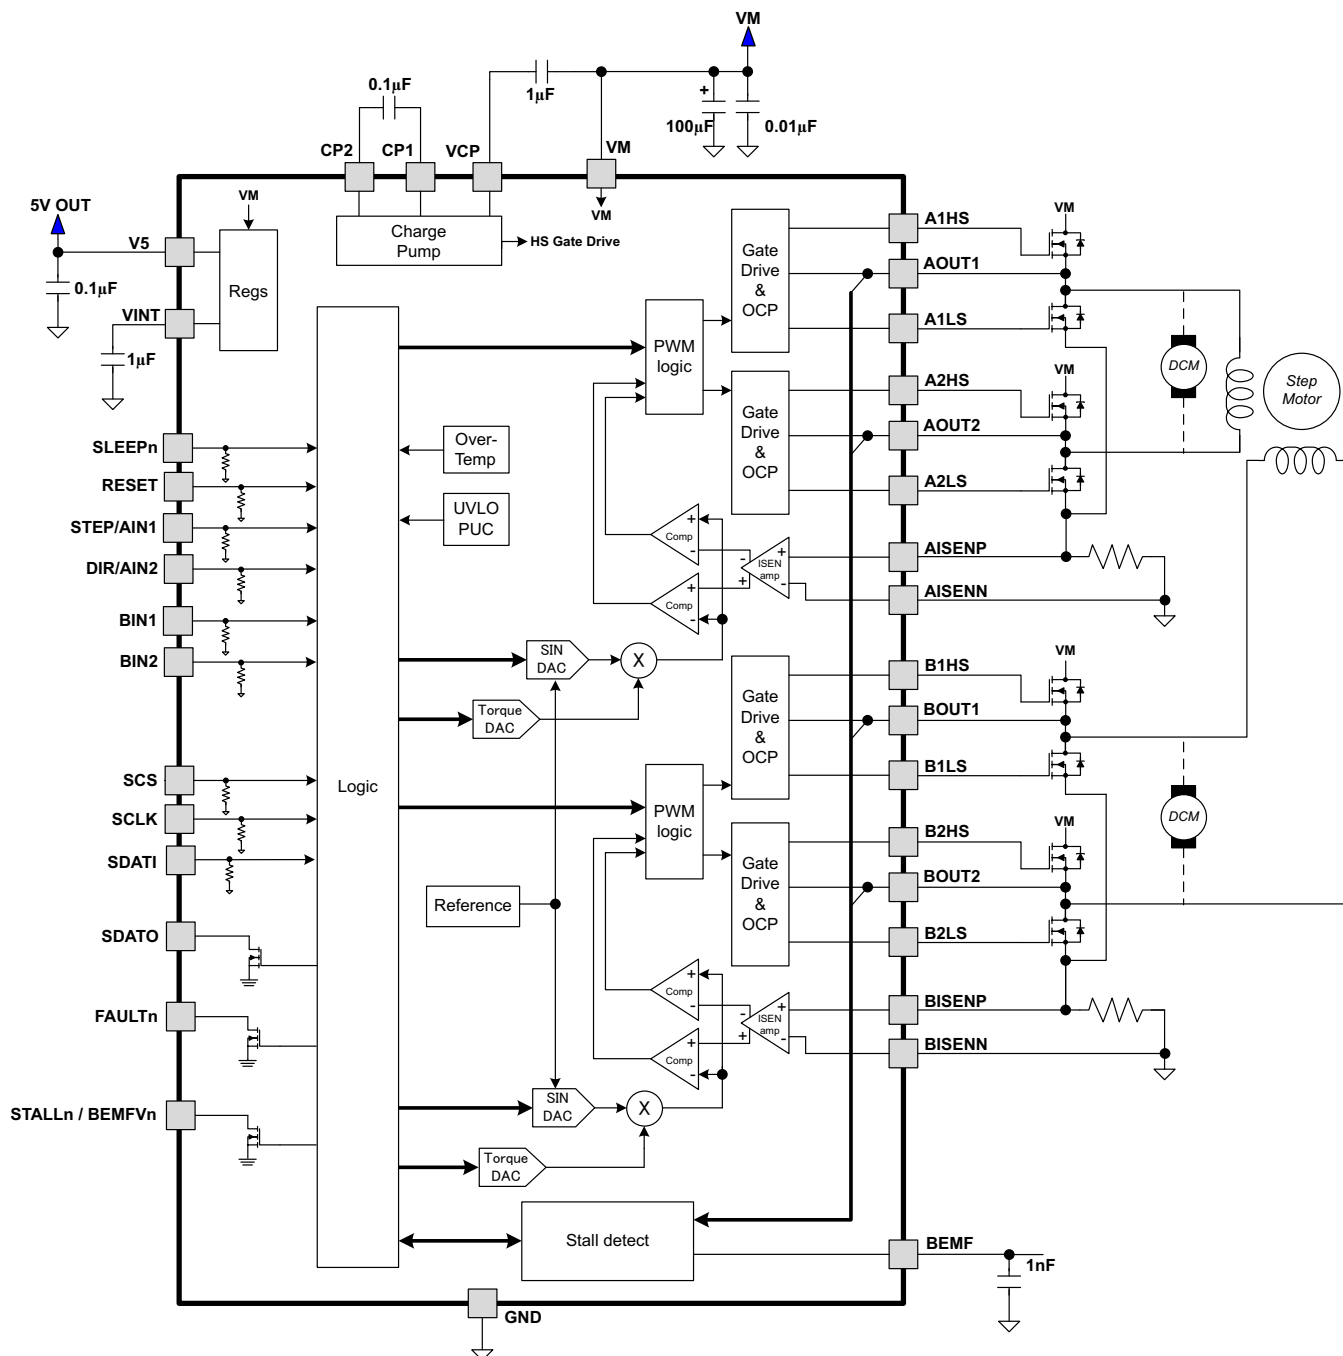 VM
0.1µF
1µF
+
100µF
0.01µF
CP2
CP1
VCP
VM
VM
5V OUT
V5
0.1µF
VINT
1µF
VM
Regs
Charge
Pump
HS Gate Drive
Gate
Drive
&
OCP
A1HS
AOUT1
A1LS
VM
DCM
Step
Motor
PWM
logic
Gate
Drive
&
OCP
A2HS
AOUT2
A2LS
VM
SLEEPn
RESET
STEP/AIN1
DIR/AIN2
BIN1
BIN2
Over-
Temp
UVLO
PUC
+
Comp
-
+
Comp
-
-
+
ISEN
amp
+
-
AISENP
AISENN
SIN
DAC
X
Torque
DAC
Gate
Drive
&
OCP
B1HS
BOUT1
B1LS
VM
DCM
SCS
SCLK
SDATI
Logic
PWM
logic
Gate
Drive
&
OCP
B2HS
BOUT2
B2LS
VM
Reference
SDATO
FAULTn
STALLn / BEMFVn
+
Comp
-
+
Comp
-
-
+
ISEN
amp
+
-
BISENP
BISENN
SIN
DAC
X
Torque
DAC
Stall detect
BEMF
1nF
GND